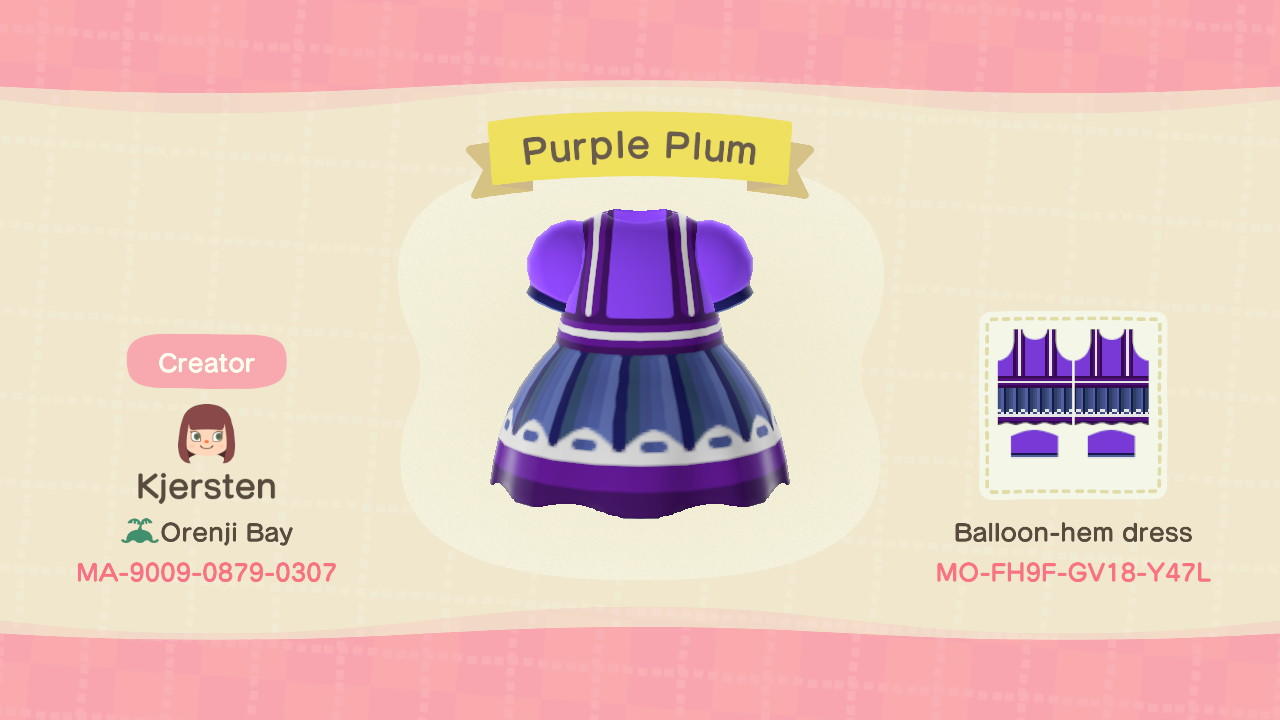 Purple Plum
Creator
Kjersten
Orenji Bay
MA-9009-0879-0307
Balloon-hem dress
MO-FH9F-GV18-Y47L